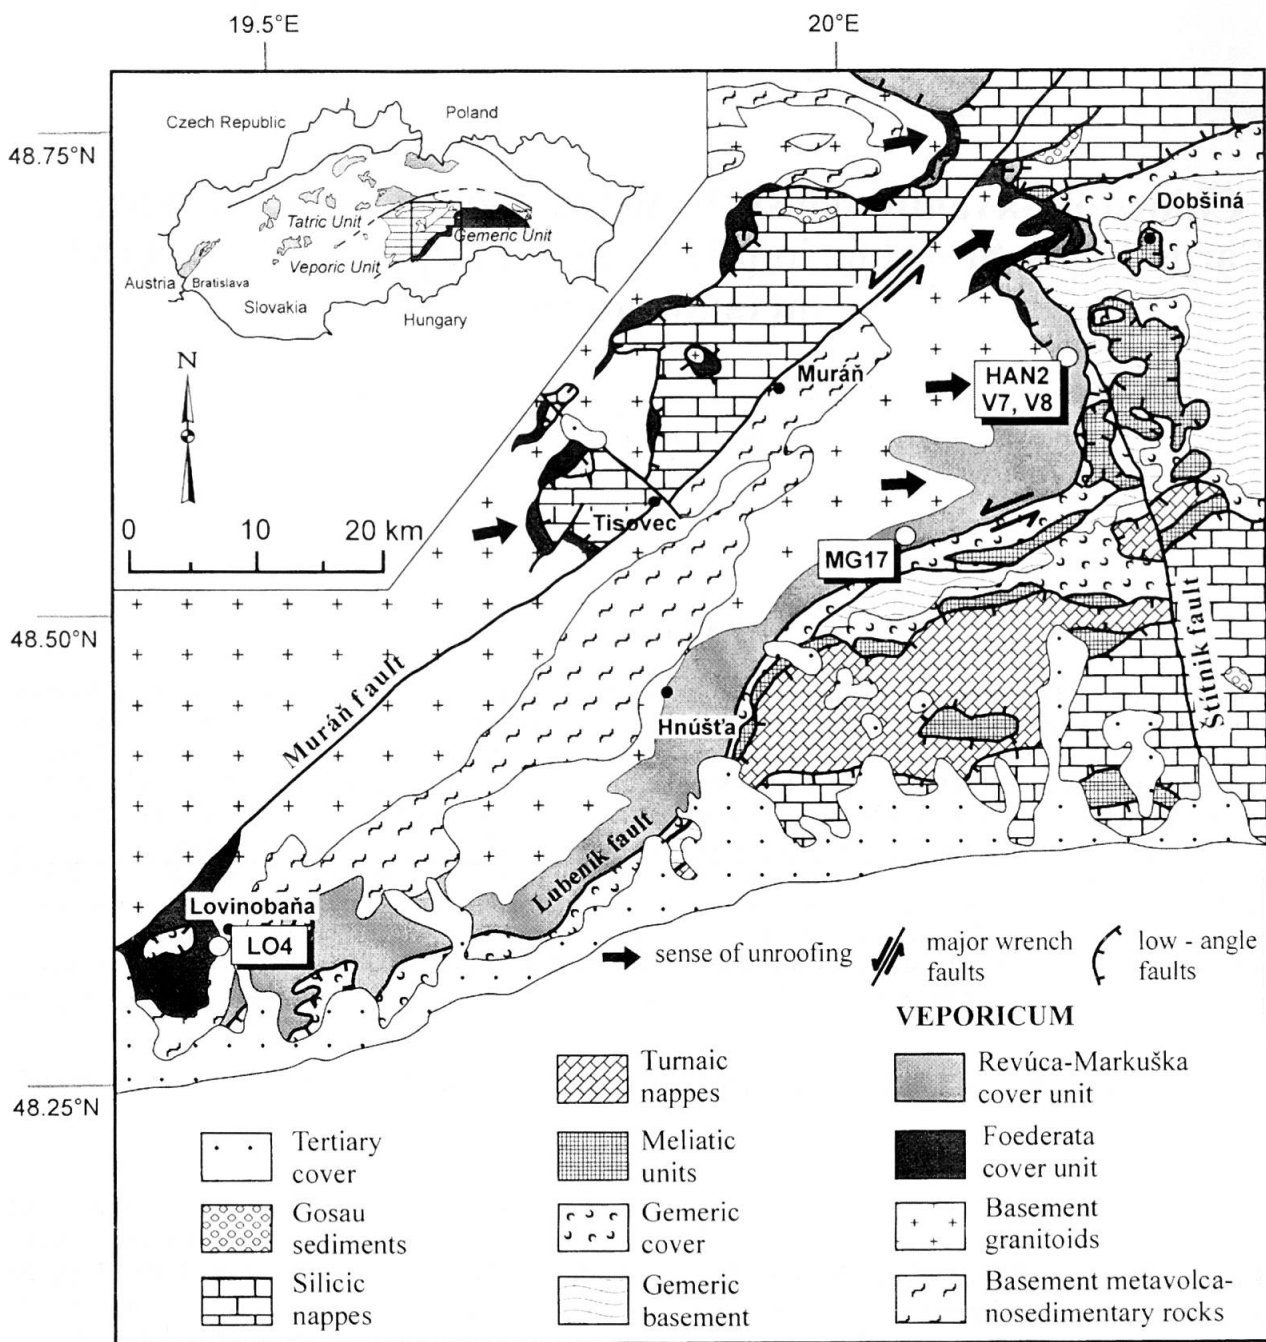 19.5°E
20°E
48.75°N
48.50°N
48.25°N
Czech Republic
Poland
Tatric Unit
Gemeric Unit
Veporic Unit
Austria
Bratislava
Slovakia
Hungary
N
0
10
20 km
Dobšiná
Muráň
HAN2
V7, V8
Tisovec
MG17
Muráň fault
Hnúšťa
Štítnik fault
Lubeník fault
Lovinobaňa
LO4
sense of unroofing
major wrench
faults
low - angle
faults
VEPORICUM
Turnaic
nappes
Revúca-Markuška
cover unit
Tertiary
cover
Meliatic
units
Foederata
cover unit
Gosau
sediments
Gemeric
cover
Basement
granitoids
Silicic
nappes
Gemeric
basement
Basement metavolca-
nosedimentary rocks